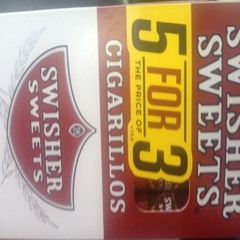 SWISHER
SWEETS
5 FOR 3
THE PRICE OF
CIGARILLOS
SWISHER
SWEETS